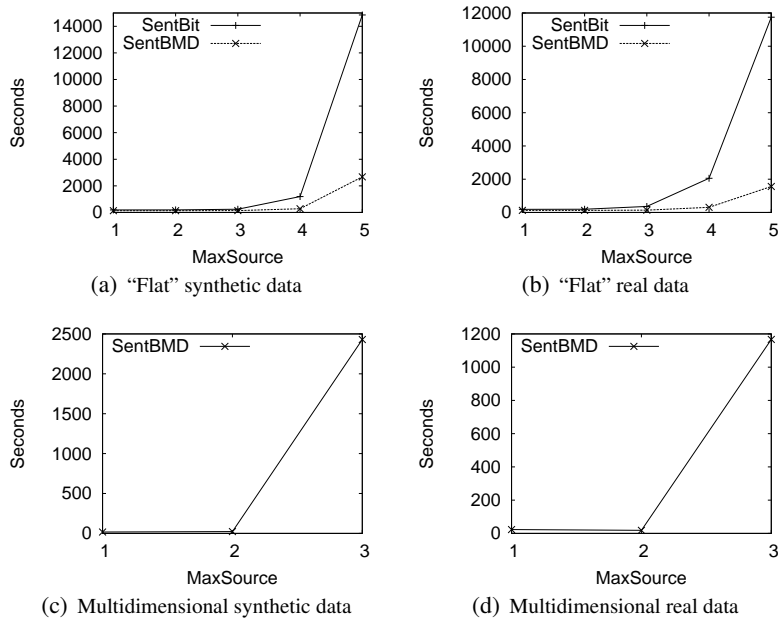 14000
12000
10000
8000
6000
4000
2000
0
Seconds
SentBit
SentBMD
1 2 3 4 5
MaxSource
(a) “Flat” synthetic data
12000
10000
8000
6000
4000
2000
0
Seconds
SentBit
SentBMD
1 2 3 4 5
MaxSource
(b) “Flat” real data
2500
2000
1500
1000
500
0
Seconds
SentBMD
1 2 3
MaxSource
(c) Multidimensional synthetic data
1200
1000
800
600
400
200
0
Seconds
SentBMD
1 2 3
MaxSource
(d) Multidimensional real data